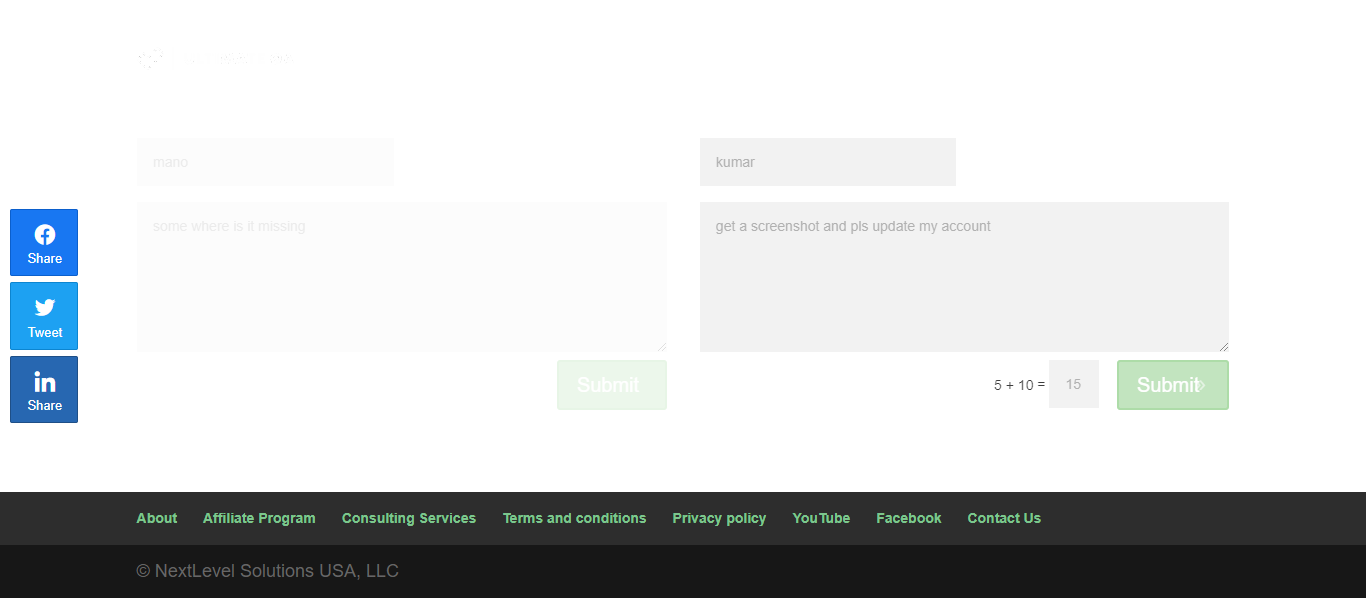 mano
kumar
some where is it missing
get a screenshot and pls update my account
Share
Tweet
Share
Submit
5 + 10 =
15
Submit
About
Affiliate Program
Consulting Services
Terms and conditions
Privacy policy
YouTube
Facebook
Contact Us
© NextLevel Solutions USA, LLC